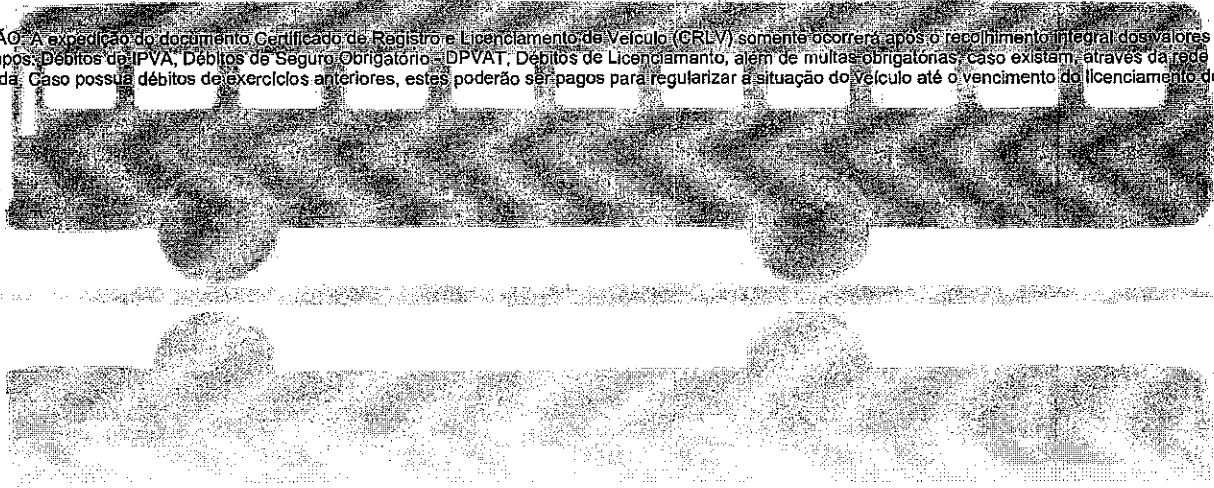 ÃO: A expedição do documento Certificado de Registro e Licenciamento de Veículo (CRLV) somente ocorrerá após o recolhimento integral dos valores
upos: Débitos de IPVA, Débitos de Seguro Obrigatório - DPVAT, Débitos de Licenciamanto, além de multas obrigatórias, caso existam, através da rede
da. Caso possua débitos de exercícios anteriores, estes poderão ser pagos para regularizar a situação do veículo até o vencimento do licenciamento d